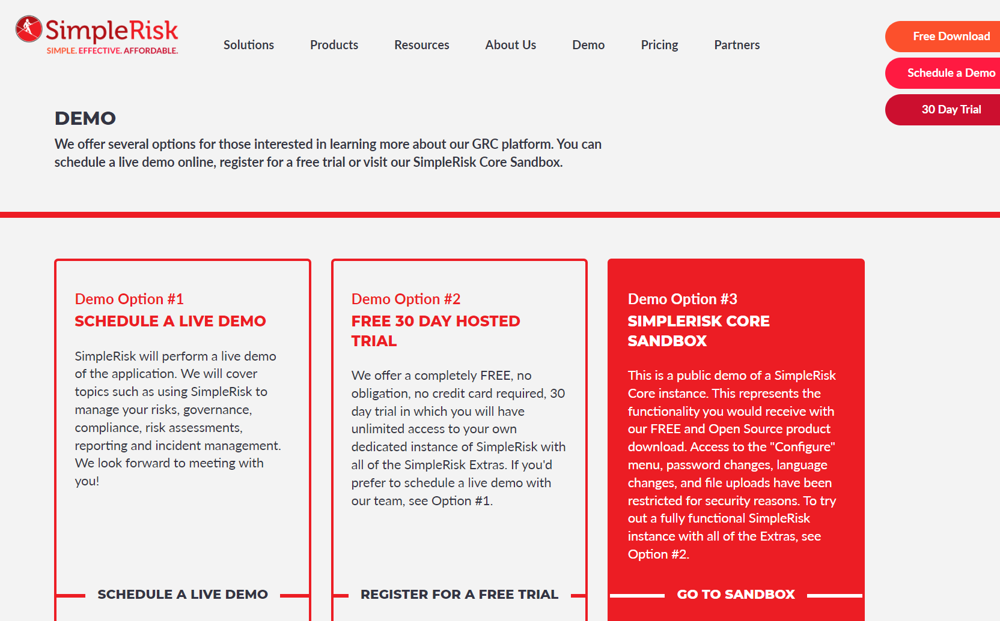 SimpleRisk
SIMPLE. EFFECTIVE. AFFORDABLE.
Solutions
Products
Resources
About Us
Demo
Pricing
Partners
Free Download
Schedule a Demo
30 Day Trial
DEMO
We offer several options for those interested in learning more about our GRC platform. You can
schedule a live demo online, register for a free trial or visit our SimpleRisk Core Sandbox.
Demo Option #1
SCHEDULE A LIVE DEMO
SimpleRisk will perform a live demo
of the application. We will cover
topics such as using SimpleRisk to
manage your risks, governance,
compliance, risk assessments,
reporting and incident management.
We look forward to meeting with
you!
SCHEDULE A LIVE DEMO
Demo Option #2
FREE 30 DAY HOSTED
TRIAL
We offer a completely FREE, no
obligation, no credit card required, 30
day trial in which you will have
unlimited access to your own
dedicated instance of SimpleRisk with
all of the SimpleRisk Extras. If you'd
prefer to schedule a live demo with
our team, see Option #1.
REGISTER FOR A FREE TRIAL
Demo Option #3
SIMPLERISK CORE
SANDBOX
This is a public demo of a SimpleRisk
Core instance. This represents the
functionality you would receive with
our FREE and Open Source product
download. Access to the "Configure"
menu, password changes, language
changes, and file uploads have been
restricted for security reasons. To try
out a fully functional SimpleRisk
instance with all of the Extras, see
Option #2.
GO TO SANDBOX